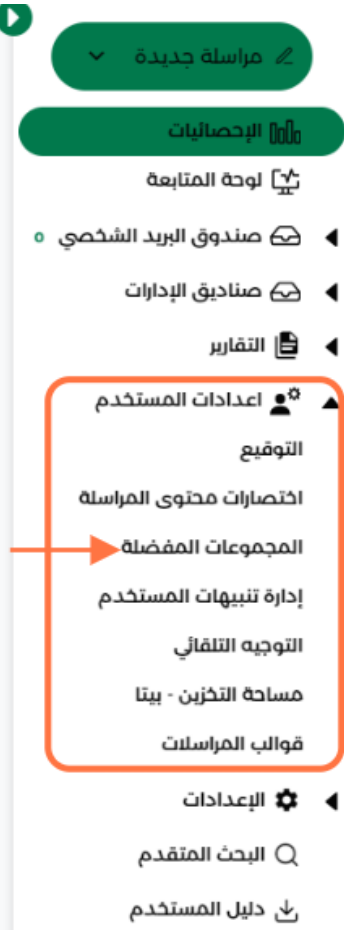 مراسلة جديدة
الإحصائيات
لوحة المتابعة
صندوق البريد الشخصي 0
صناديق الإدارات
التقارير
اعدادات المستخدم
التوقيع
اختصارات محتوى المراسلة
المجموعات المفضلة
إدارة تنبيهات المستخدم
التوجيه التلقائي
مساحة التخزين - بيتا
قوالب المراسلات
الإعدادات
البحث المتقدم
دليل المستخدم